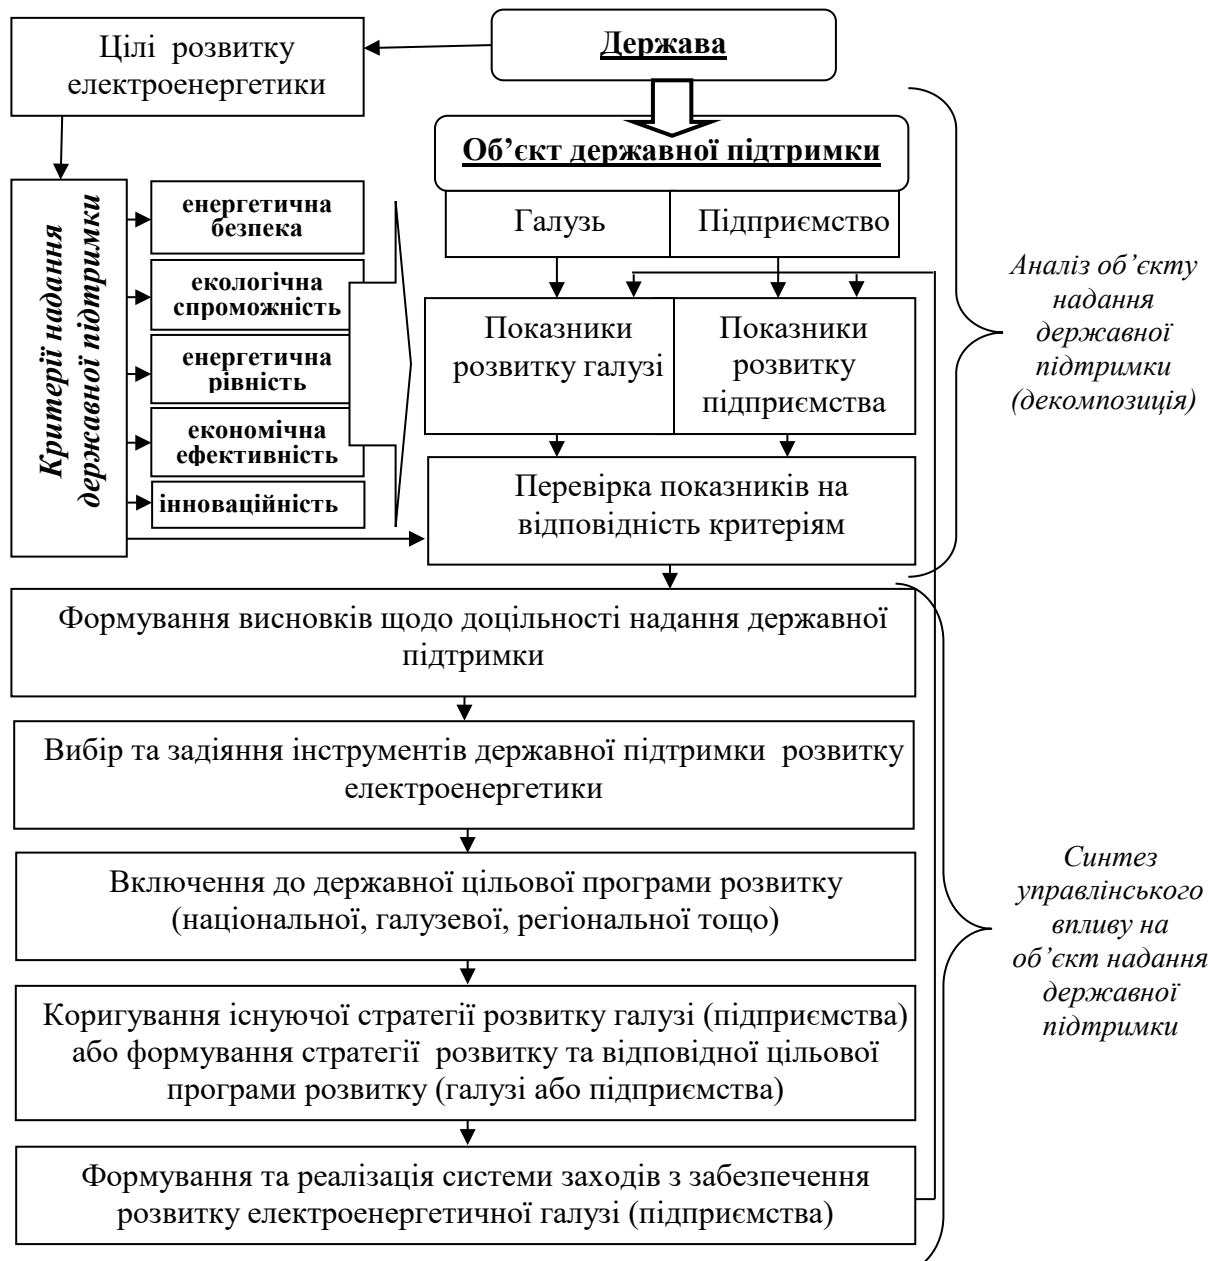 Цілі розвитку
електроенергетики
Держава
Об’єкт державної підтримки
Галузь
Підприємство
Критерії надання
державної підтримки
енергетична
безпека
екологічна
спроможність
енергетична
рівність
економічна
ефективність
інноваційність
Показники
розвитку галузі
Показники
розвитку
підприємства
Перевірка показників на
відповідність критеріям
Аналіз об’єкту
надання
державної
підтримки
(декомпозиція)
Формування висновків щодо доцільності надання державної
підтримки
Вибір та задіяння інструментів державної підтримки розвитку
електроенергетики
Включення до державної цільової програми розвитку
(національної, галузевої, регіональної тощо)
Коригування існуючої стратегії розвитку галузі (підприємства)
або формування стратегії розвитку та відповідної цільової
програми розвитку (галузі або підприємства)
Формування та реалізація системи заходів з забезпечення
розвитку електроенергетичної галузі (підприємства)
Синтез
управлінського
впливу на
об’єкт надання
державної
підтримки